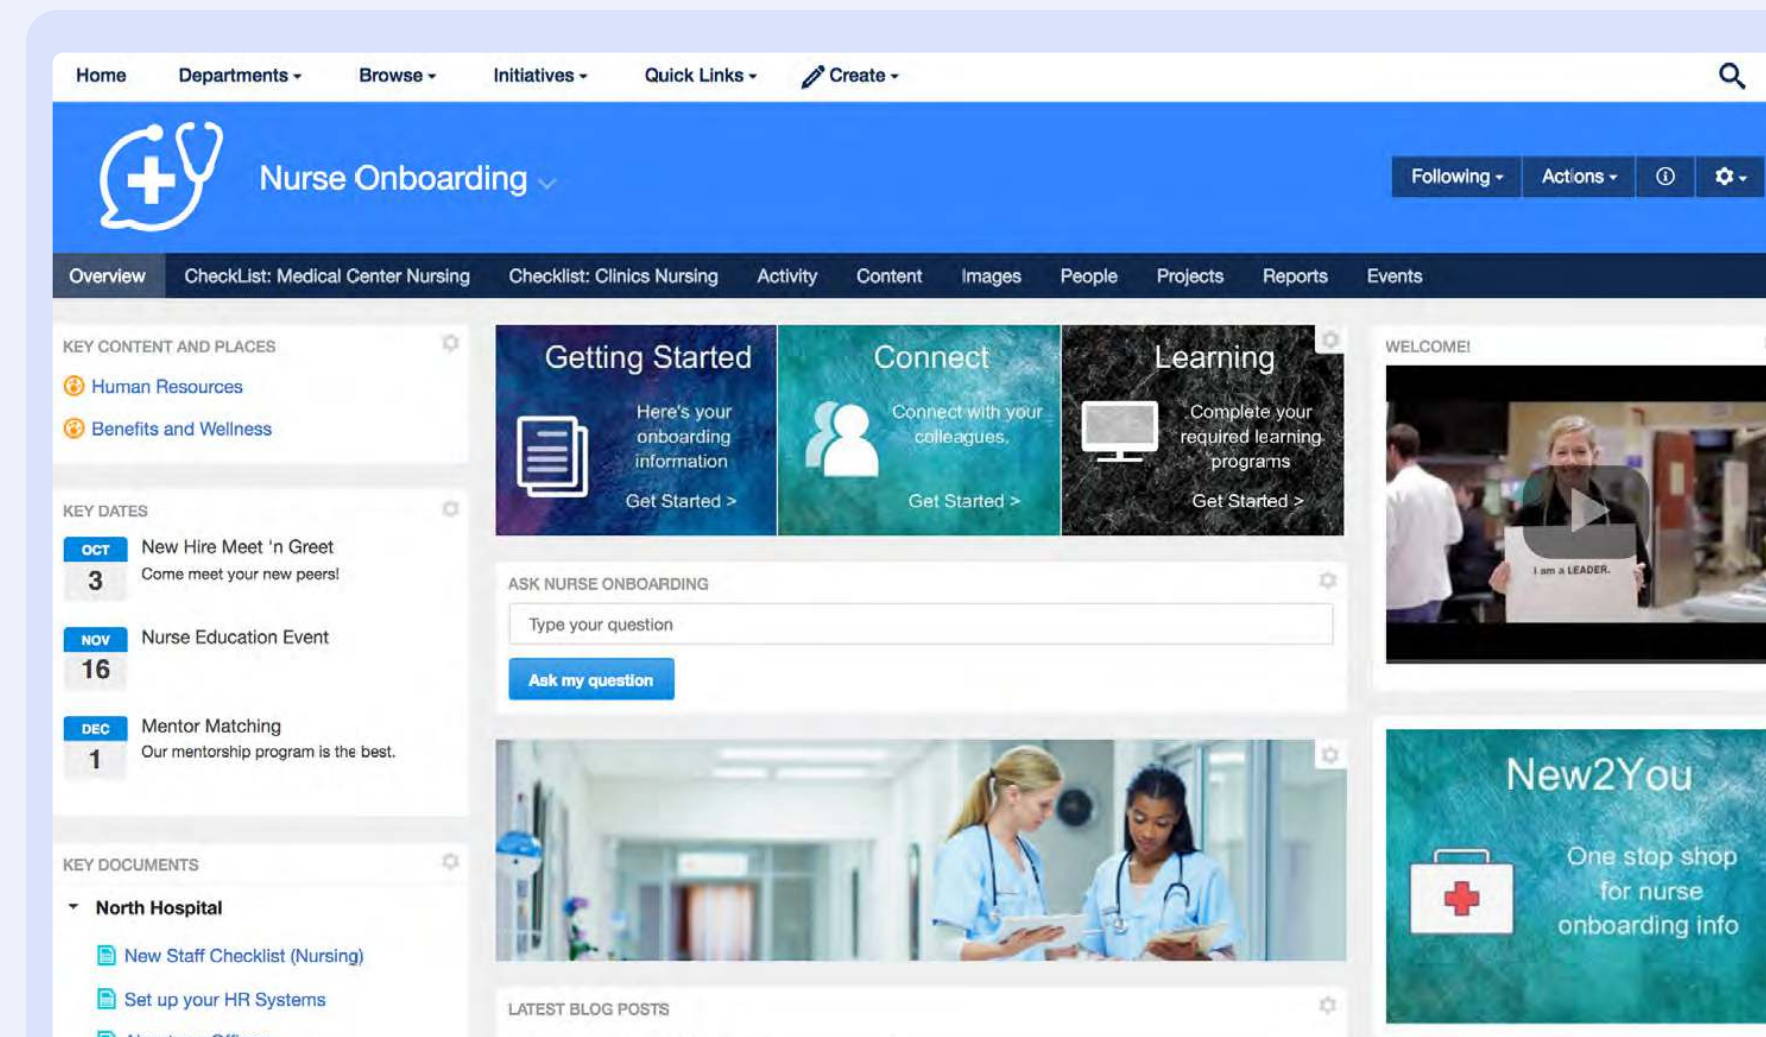 Home
Departments
Browse
Initiatives
Quick Links
Create
Nurse Onboarding
Following
Actions
Overview
CheckList: Medical Center Nursing
Checklist: Clinics Nursing
Activity
Content
Images
People
Projects
Reports
Events
KEY CONTENT AND PLACES
Human Resources
Benefits and Wellness
KEY DATES
OCT
3
New Hire Meet 'n Greet
Come meet your new peers!
NOV
16
Nurse Education Event
DEC
1
Mentor Matching
Our mentorship program is the best.
KEY DOCUMENTS
North Hospital
New Staff Checklist (Nursing)
Set up your HR Systems
Getting Started
Here's your
onboarding
information
Get Started >
Connect
Connect with your
colleagues.
Get Started >
Learning
Complete your
required learning
programs
Get Started >
ASK NURSE ONBOARDING
Type your question
Ask my question
LATEST BLOG POSTS
WELCOME!
I am a LEADER.
New2You
One stop shop
for nurse
onboarding info